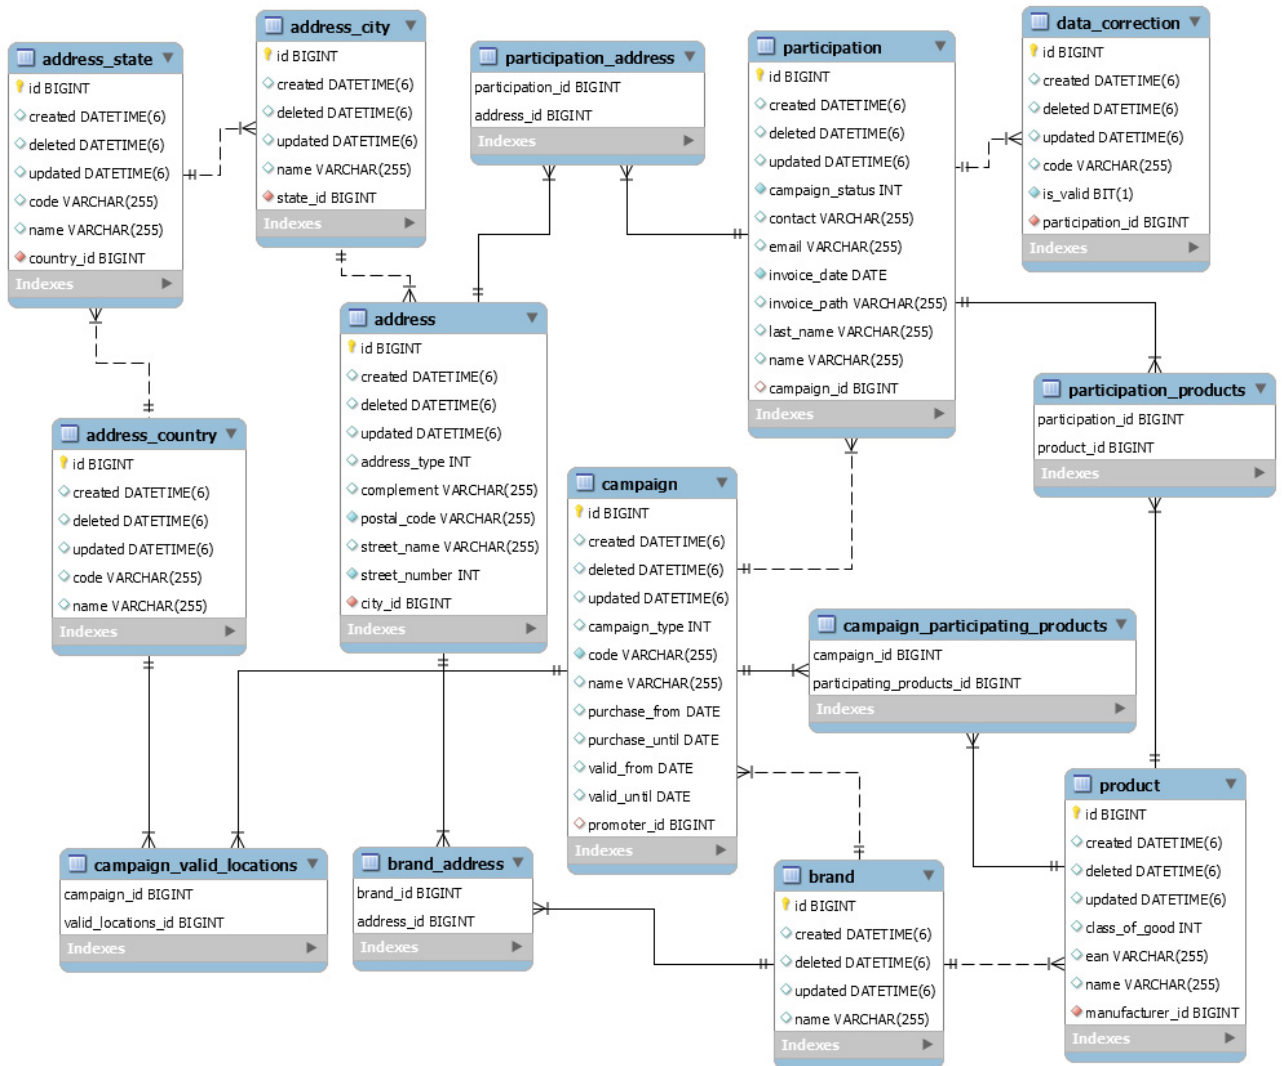 address_state
id BIGINT
created DATETIME(6)
deleted DATETIME(6)
updated DATETIME(6)
code VARCHAR(255)
name VARCHAR(255)
country_id BIGINT
Indexes
address_city
id BIGINT
created DATETIME(6)
deleted DATETIME(6)
updated DATETIME(6)
name VARCHAR(255)
state_id BIGINT
Indexes
participation_address
participation_id BIGINT
address_id BIGINT
Indexes
participation
id BIGINT
created DATETIME(6)
deleted DATETIME(6)
updated DATETIME(6)
campaign_status INT
contact VARCHAR(255)
email VARCHAR(255)
invoice_date DATE
invoice_path VARCHAR(255)
last_name VARCHAR(255)
name VARCHAR(255)
campaign_id BIGINT
Indexes
data_correction
id BIGINT
created DATETIME(6)
deleted DATETIME(6)
updated DATETIME(6)
code VARCHAR(255)
is_valid BIT(1)
participation_id BIGINT
Indexes
address
id BIGINT
created DATETIME(6)
deleted DATETIME(6)
updated DATETIME(6)
address_type INT
complement VARCHAR(255)
postal_code VARCHAR(255)
street_name VARCHAR(255)
street_number INT
city_id BIGINT
Indexes
participation_products
participation_id BIGINT
product_id BIGINT
Indexes
address_country
id BIGINT
created DATETIME(6)
deleted DATETIME(6)
updated DATETIME(6)
code VARCHAR(255)
name VARCHAR(255)
Indexes
campaign
id BIGINT
created DATETIME(6)
deleted DATETIME(6)
updated DATETIME(6)
campaign_type INT
code VARCHAR(255)
name VARCHAR(255)
purchase_from DATE
purchase_until DATE
valid_from DATE
valid_until DATE
promoter_id BIGINT
Indexes
campaign_participating_products
campaign_id BIGINT
participating_products_id BIGINT
Indexes
product
id BIGINT
created DATETIME(6)
deleted DATETIME(6)
updated DATETIME(6)
class_of_good INT
ean VARCHAR(255)
name VARCHAR(255)
manufacturer_id BIGINT
Indexes
campaign_valid_locations
campaign_id BIGINT
valid_locations_id BIGINT
Indexes
brand_address
brand_id BIGINT
address_id BIGINT
Indexes
brand
id BIGINT
created DATETIME(6)
deleted DATETIME(6)
updated DATETIME(6)
name VARCHAR(255)
Indexes